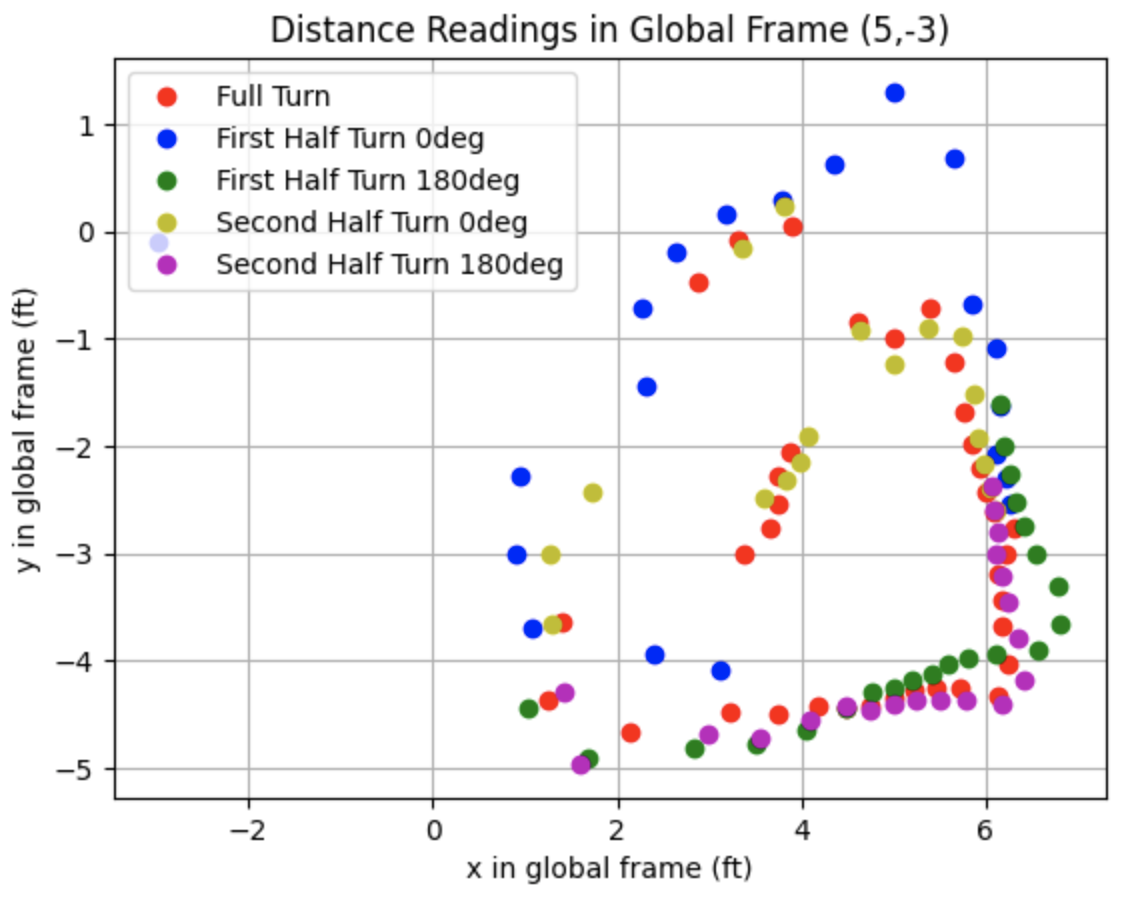 Distance Readings in Global Frame (5,-3)
Full Turn
First Half Turn 0deg
First Half Turn 180deg
Second Half Turn 0deg
Second Half Turn 180deg
1
0
−1
−2
−3
−4
−5
y in global frame (ft)
−2 0 2 4 6
x in global frame (ft)